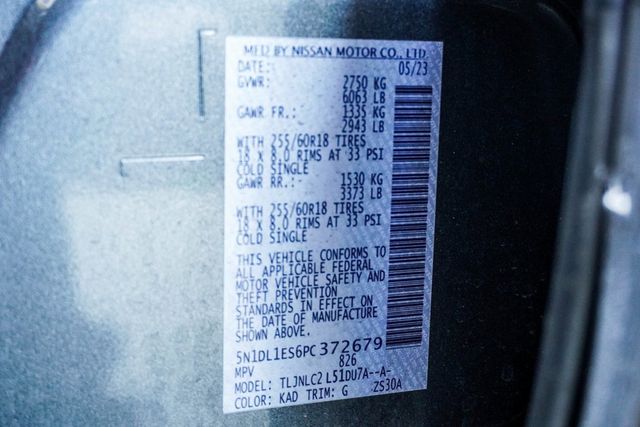 MFD BY NISSAN MOTOR CO., LTD
DATE: 05/23
GVWR: 2750 KG
6063 LB
GAWR FR.: 1335 KG
2943 LB
WITH 255/60R18 TIRES
18 X 8.0 RIMS AT 33 PSI
COLD SINGLE
GAWR RR.: 1530 KG
3373 LB
WITH 255/60R18 TIRES
18 X 8.0 RIMS AT 33 PSI
COLD SINGLE
THIS VEHICLE CONFORMS TO
ALL APPLICABLE FEDERAL
MOTOR VEHICLE SAFETY AND
THEFT PREVENTION
STANDARDS IN EFFECT ON
THE DATE OF MANUFACTURE
SHOWN ABOVE.
5N1DL1ES6PC372679
MPV 826
MODEL: TLJNLC2 L51DU7A--A-
COLOR: KAD TRIM: G ZS30A